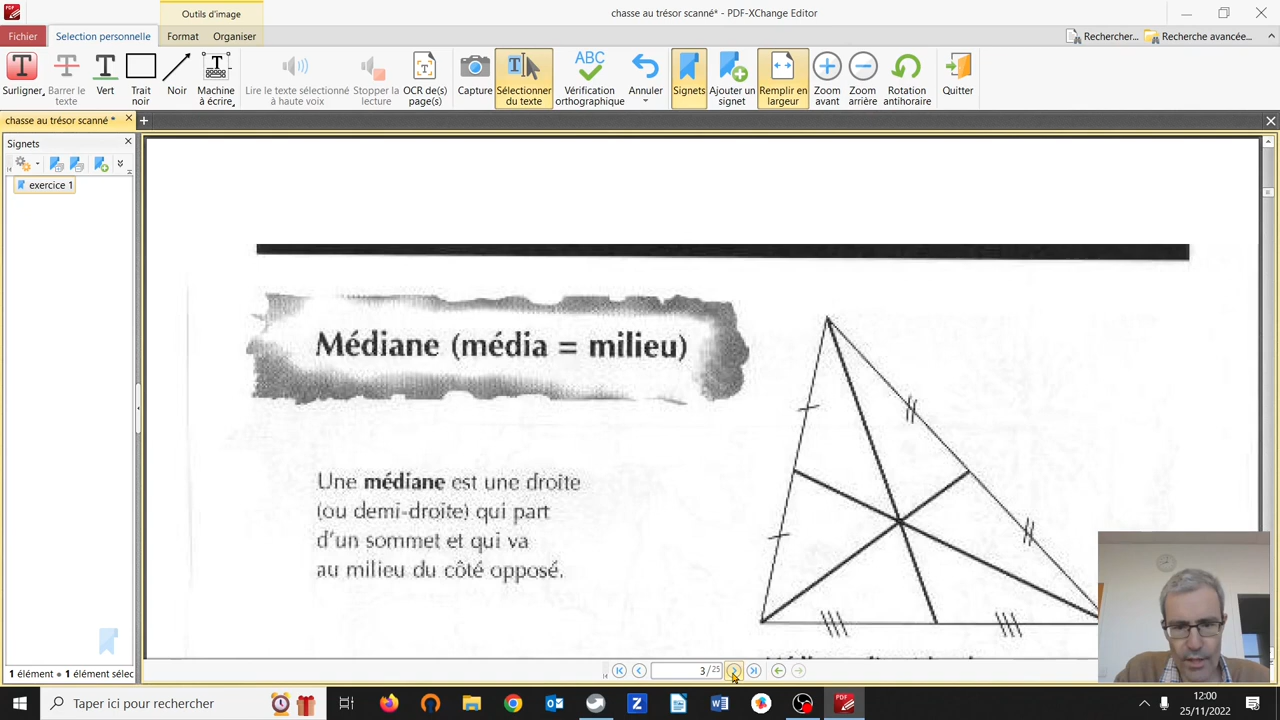 Outils d'image
chasse au trésor scanné* - PDF-XChange Editor
Fichier
Selection personnelle
Format
Organiser
Rechercher...
Recherche avancée...
Surligner
Barrer le texte
Vert
Trait noir
Noir
Machine à écrire
Lire le texte sélectionné à haute voix
Stopper la lecture
OCR de(s) page(s)
Capture
Sélectionner du texte
ABC
Vérification orthographique
Annuler
Signets
Ajouter un signet
Remplir en largeur
Zoom avant
Zoom arrière
Rotation antihoraire
Quitter
chasse au trésor scanné *
Signets
exercice 1
Médiane (média = milieu)
Une médiane est une droite
(ou demi-droite) qui part
d'un sommet et qui va
au milieu du côté opposé.
1 élément • 1 élément sélec
3 / 25
Taper ici pour rechercher
12:00
25/11/2022